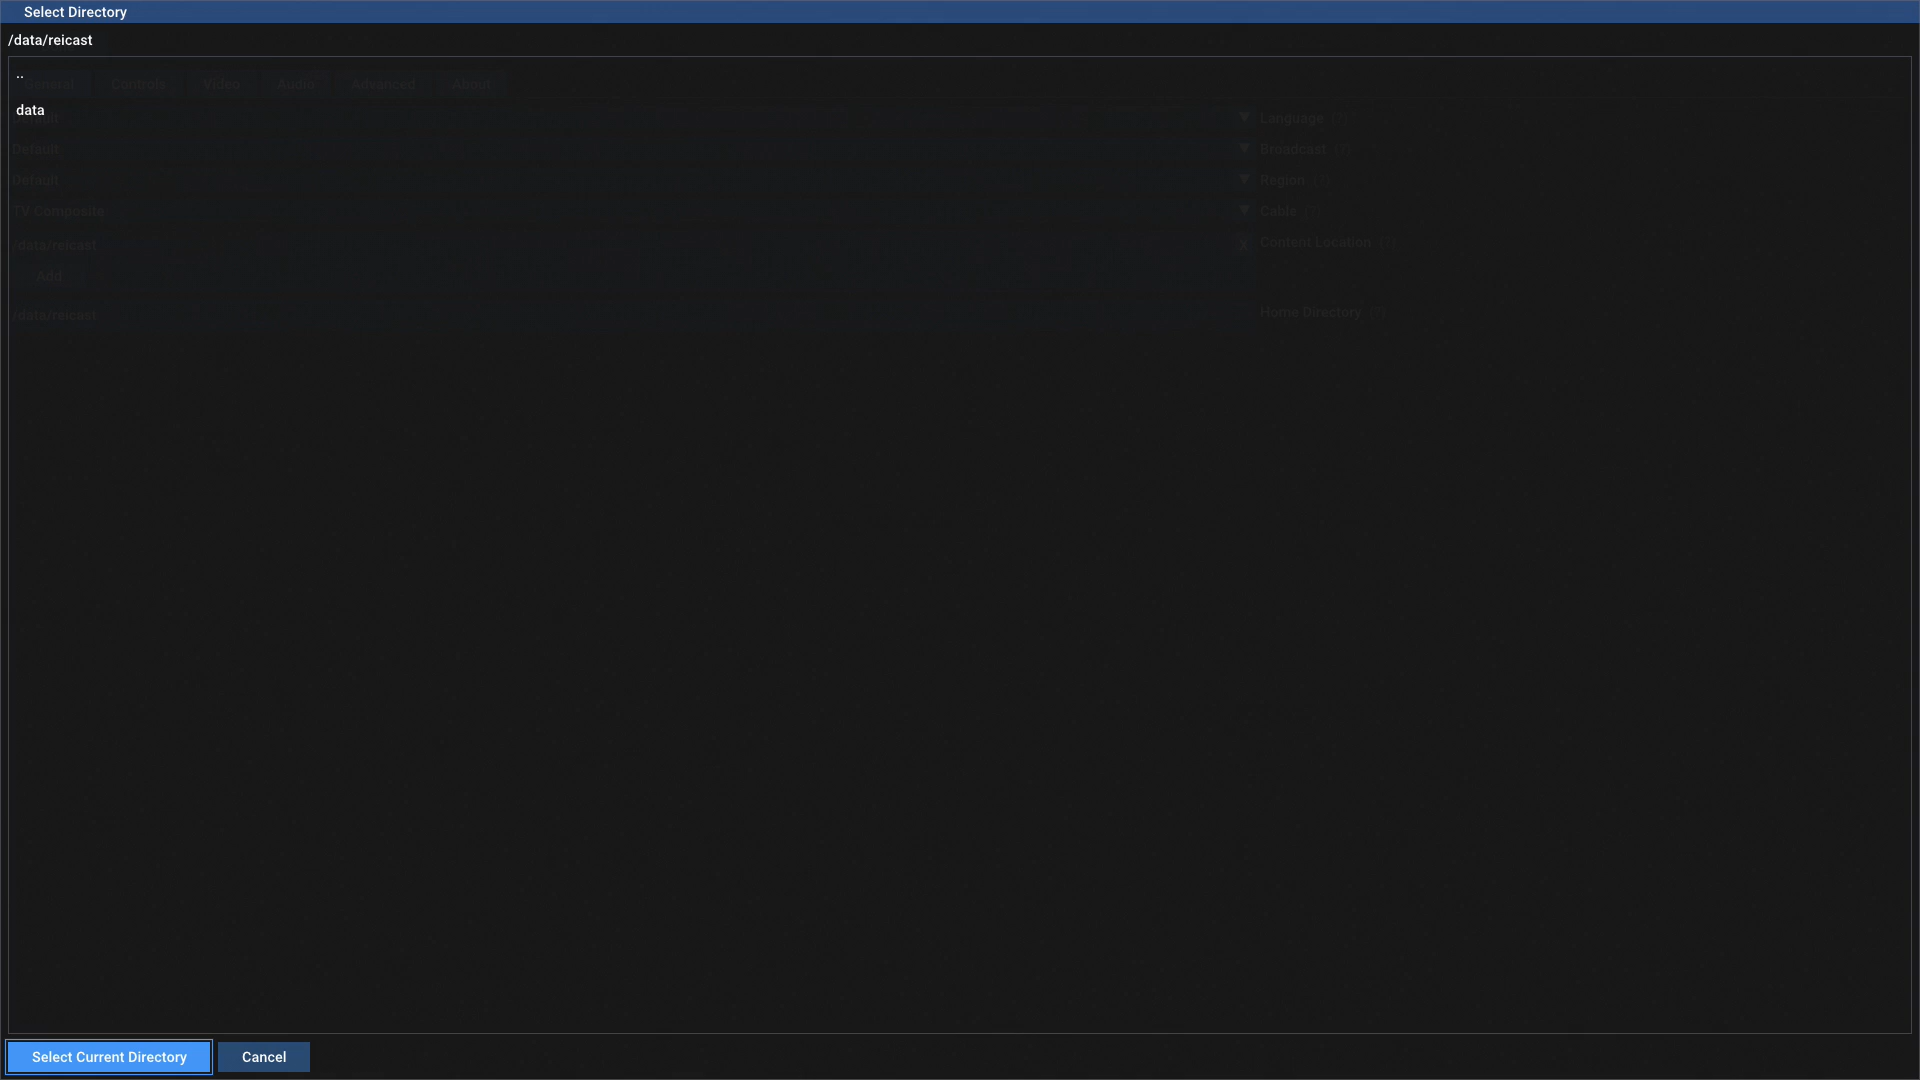 Select Directory
/data/reicast
..
General Controls Video Audio Advanced About
data
Language (?)
Default Broadcast (?)
Default Region (?)
TV Composite Cable (?)
/data/reicast X Content Location (?)
Add
/data/reicast Home Directory (?)
Select Current Directory Cancel